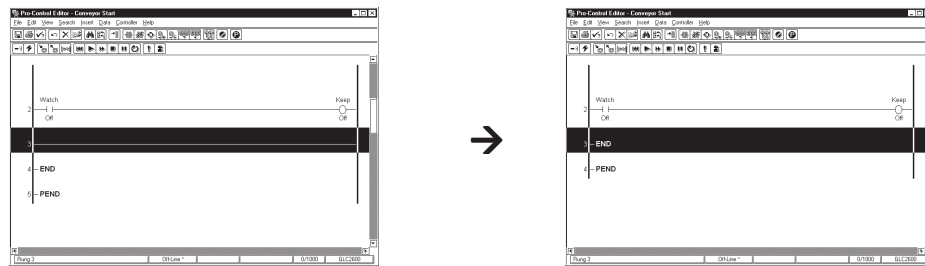 Pro-Control Editor - Conveyor Start
File Edit View Search Insert Data Controller Help
Watch
Keep
2
Off
Off
3
4 END
5 PEND
Rung 3
Off-Line *
0/1000
GLC2600
Pro-Control Editor - Conveyor Start
File Edit View Search Insert Data Controller Help
Watch
Keep
2
Off
Off
3 END
4 PEND
Rung 3
Off-Line *
0/1000
GLC2600